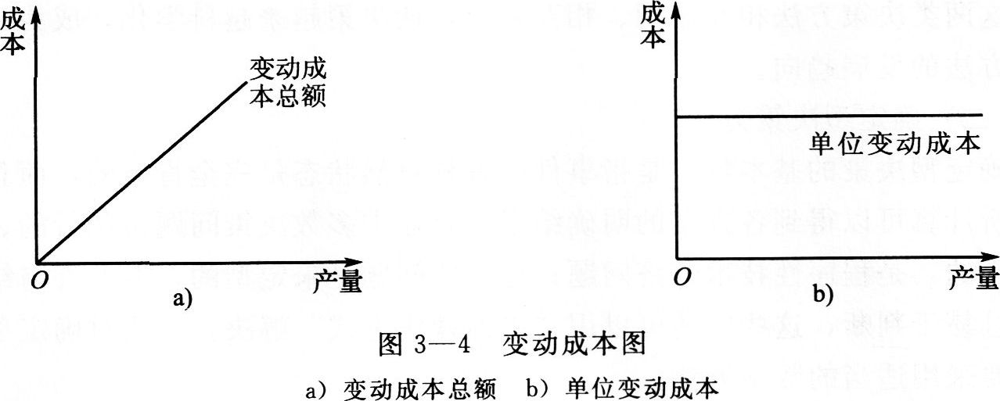 成本
变动成
本总额
O
产量
a)
成本
单位变动成本
O
产量
b)
图 3—4 变动成本图
a) 变动成本总额 b) 单位变动成本